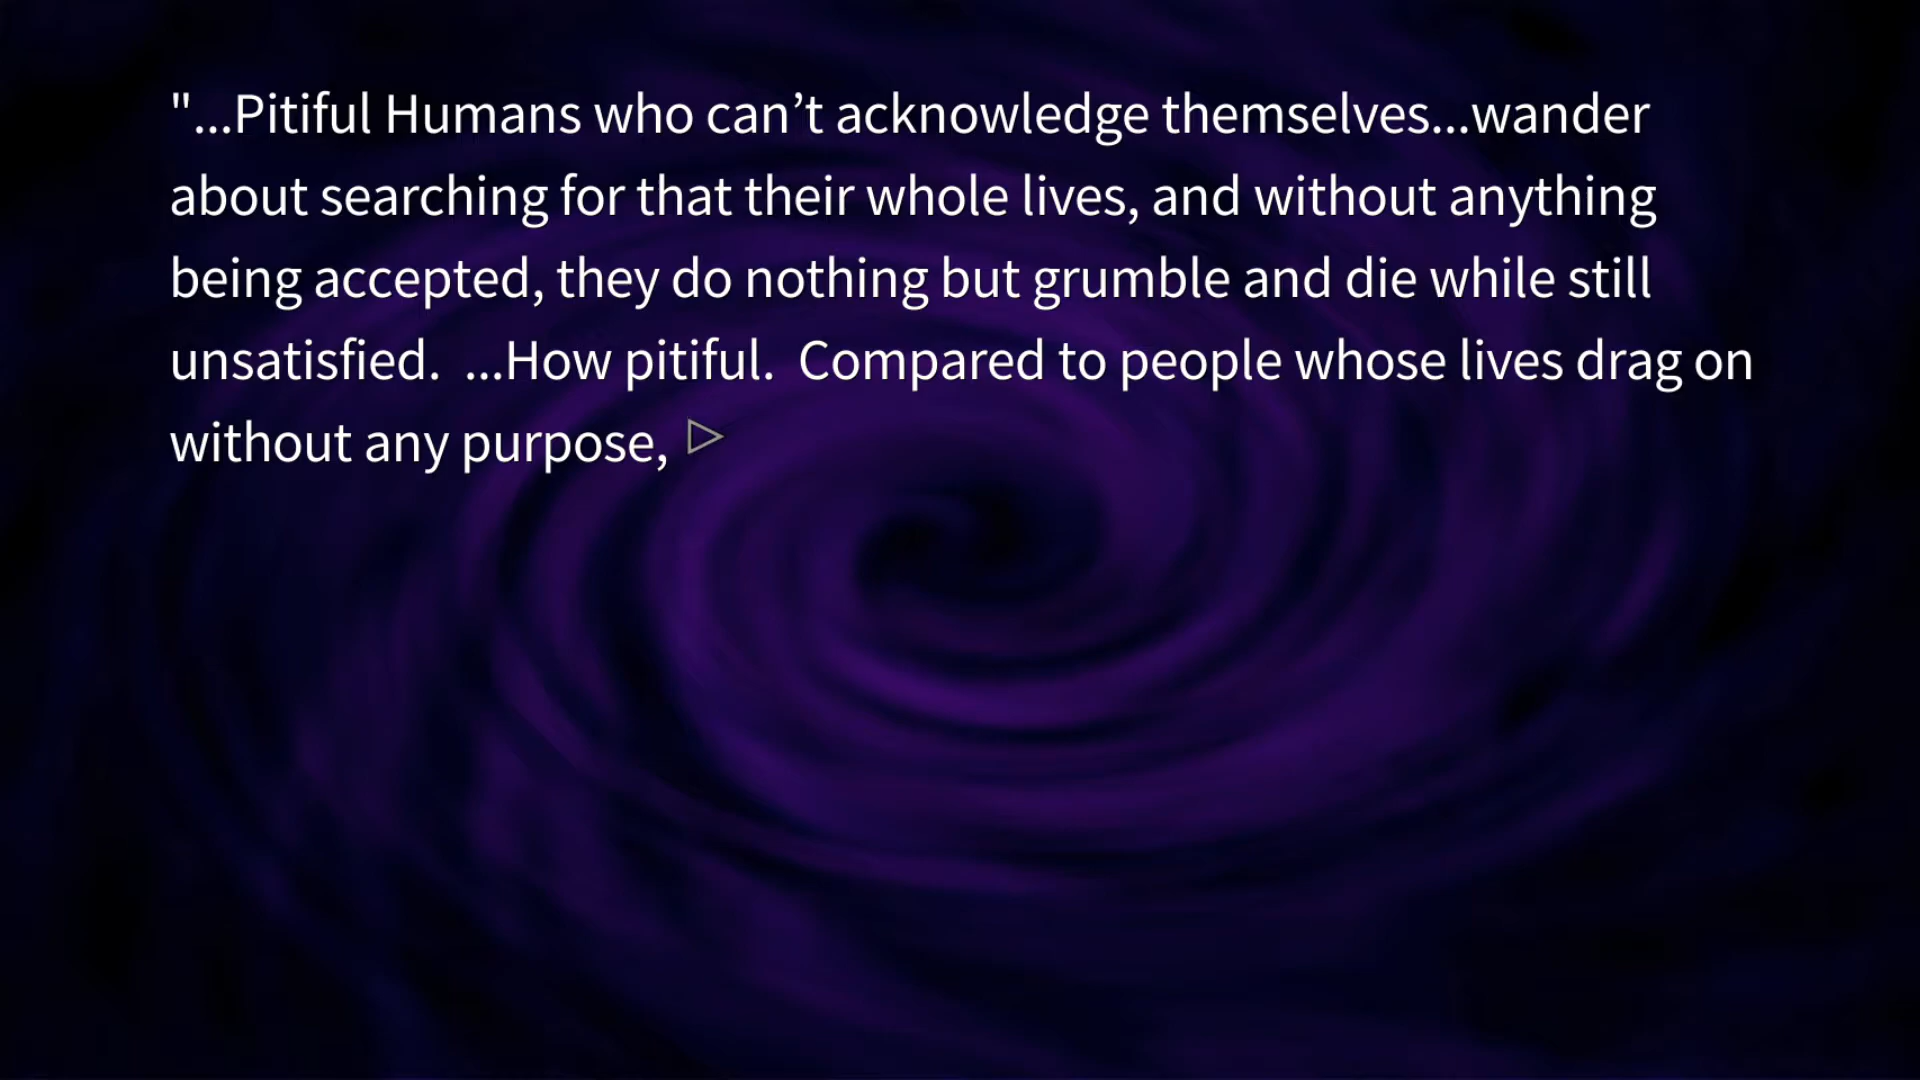 "...Pitiful Humans who can’t acknowledge themselves...wander
about searching for that their whole lives, and without anything
being accepted, they do nothing but grumble and die while still
unsatisfied.  ...How pitiful.  Compared to people whose lives drag on
without any purpose,